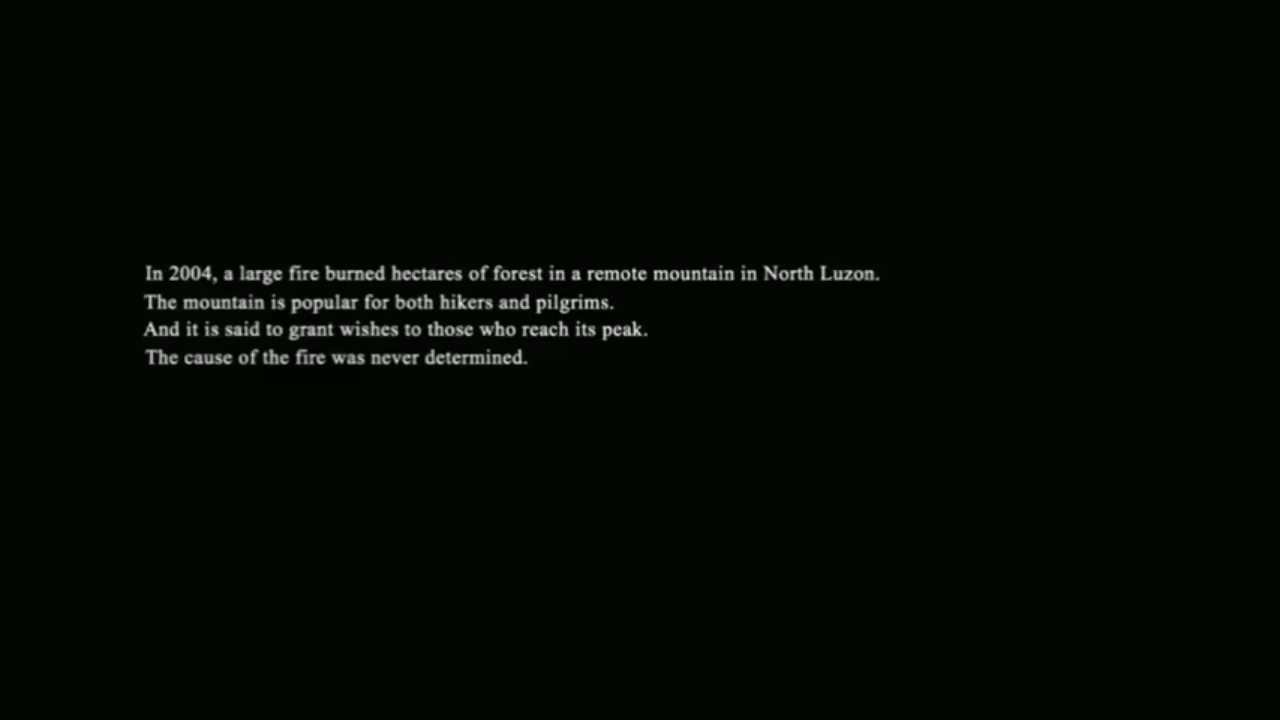 In 2004, a large fire burned hectares of forest in a remote mountain in North Luzon.
The mountain is popular for both hikers and pilgrims.
And it is said to grant wishes to those who reach its peak.
The cause of the fire was never determined.